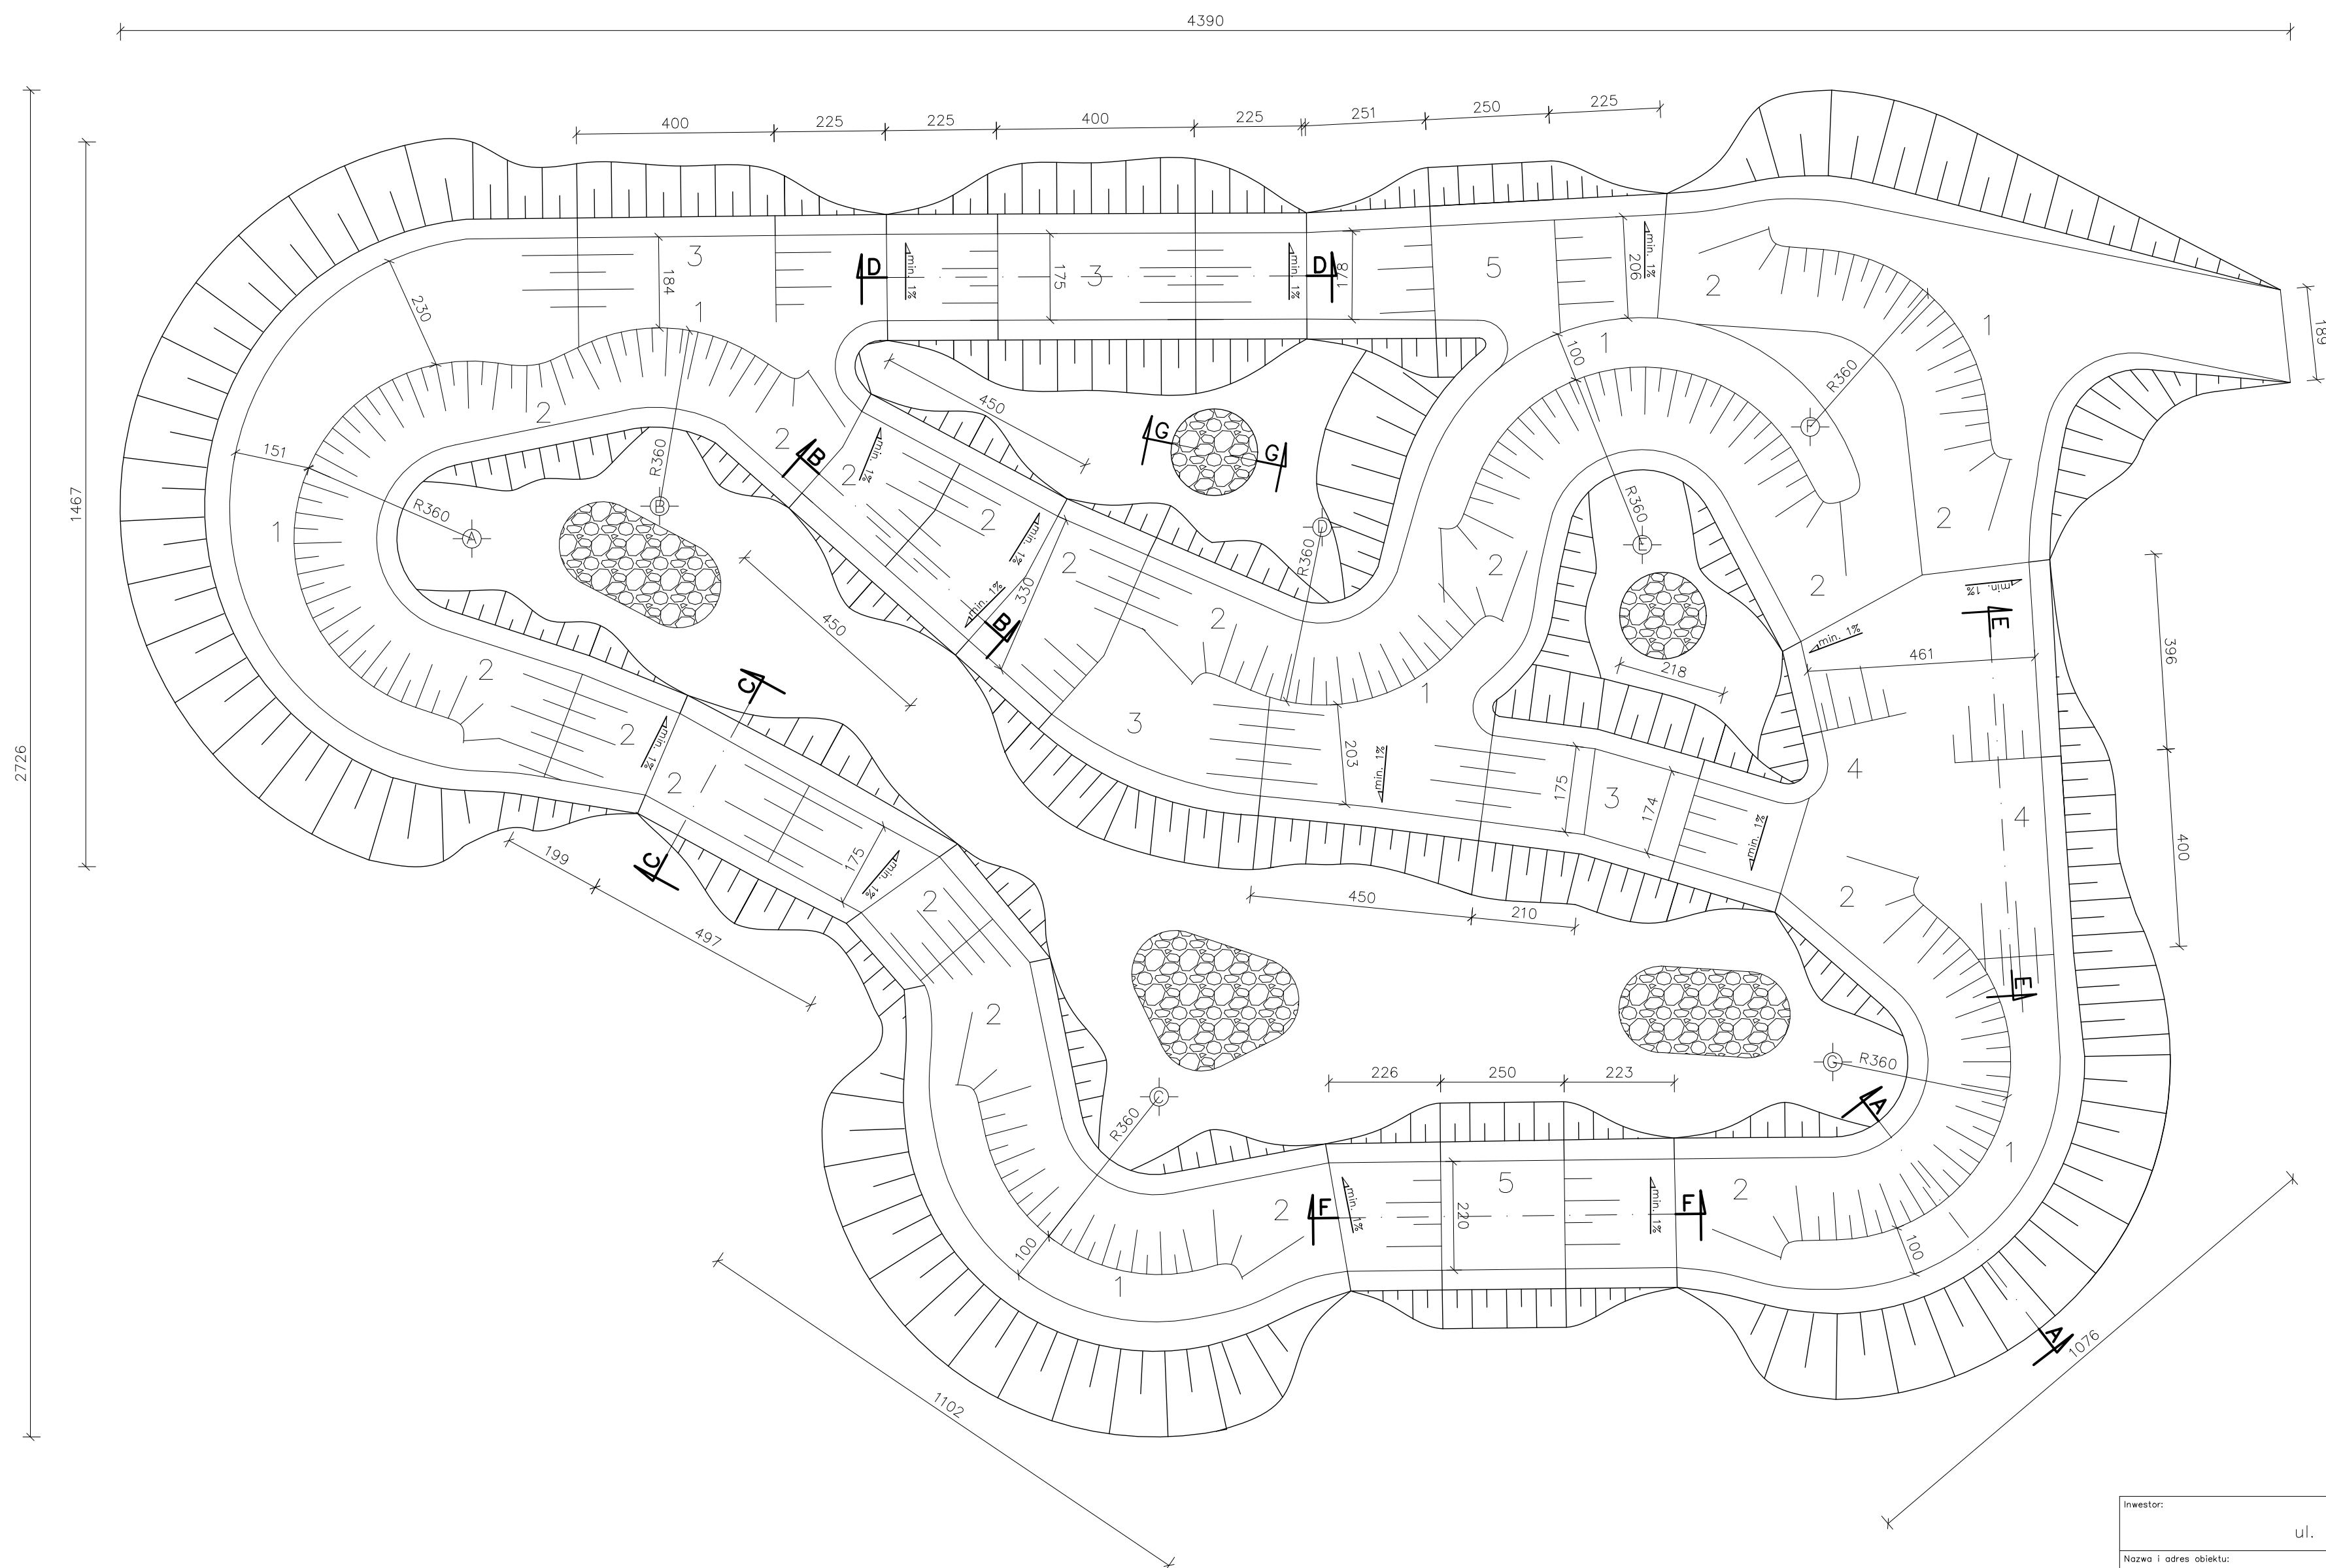 4390
400
225
225
400
225
251
250
225
2726
1467
189
3
184
1
D
min. 1%
175
3
min. 1%
D
178
5
206
min. 1%
2
1
230
1
100
R360
F
2
2
450
2
min. 1%
B
G
G
151
R360
R360
B
A
1
2
min. 1%
330
2
D
R360
R360
E
2
2
2
min. 1%
E
min. 1%
B
450
2
218
min. 1%
461
396
2
C
2
min. 1%
2
3
1
203
min. 1%
175
3
174
min. 1%
4
4
400
199
C
175
min. 1%
2
497
450
210
2
2
E
226
250
223
G
R360
A
C
R360
2
5
2
1
F
min. 1%
220
min. 1%
F
2
100
1
100
A
1076
1102
Inwestor:
ul.
Nazwa i adres obiektu: